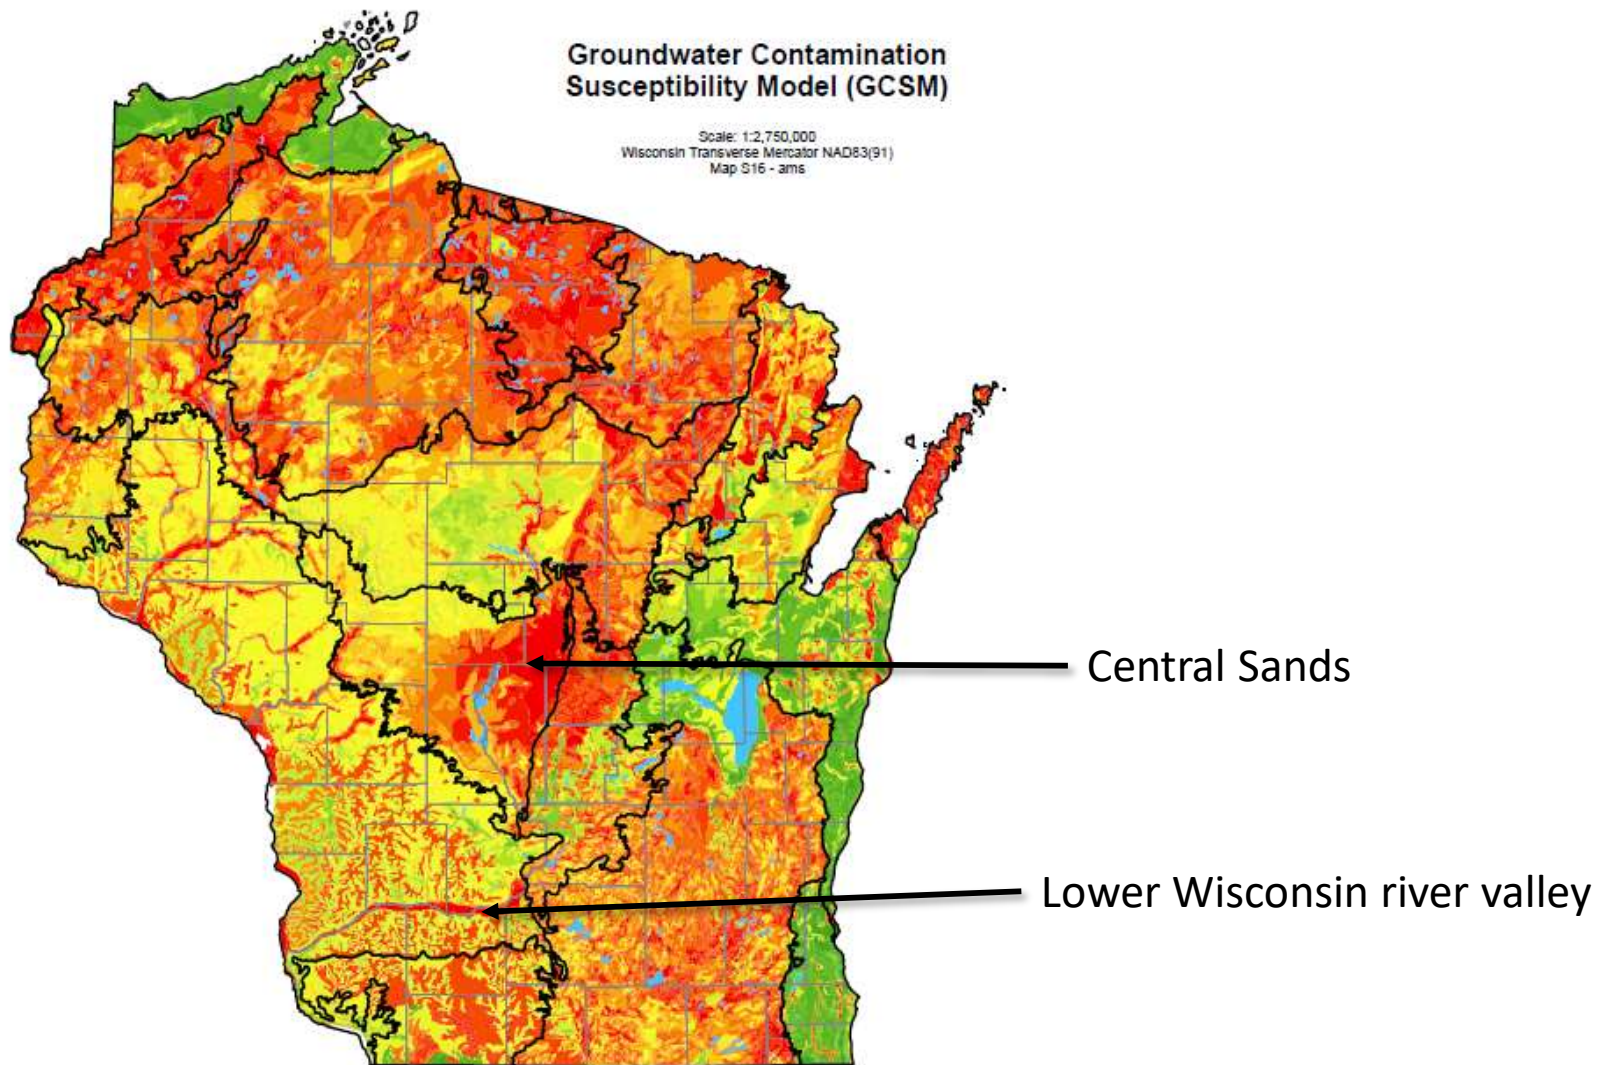 Groundwater Contamination
Susceptibility Model (GCSM)
Scale: 1:2,750,000
Wisconsin Transverse Mercator NAD83(91)
Map S16 - ams
Central Sands
Lower Wisconsin river valley